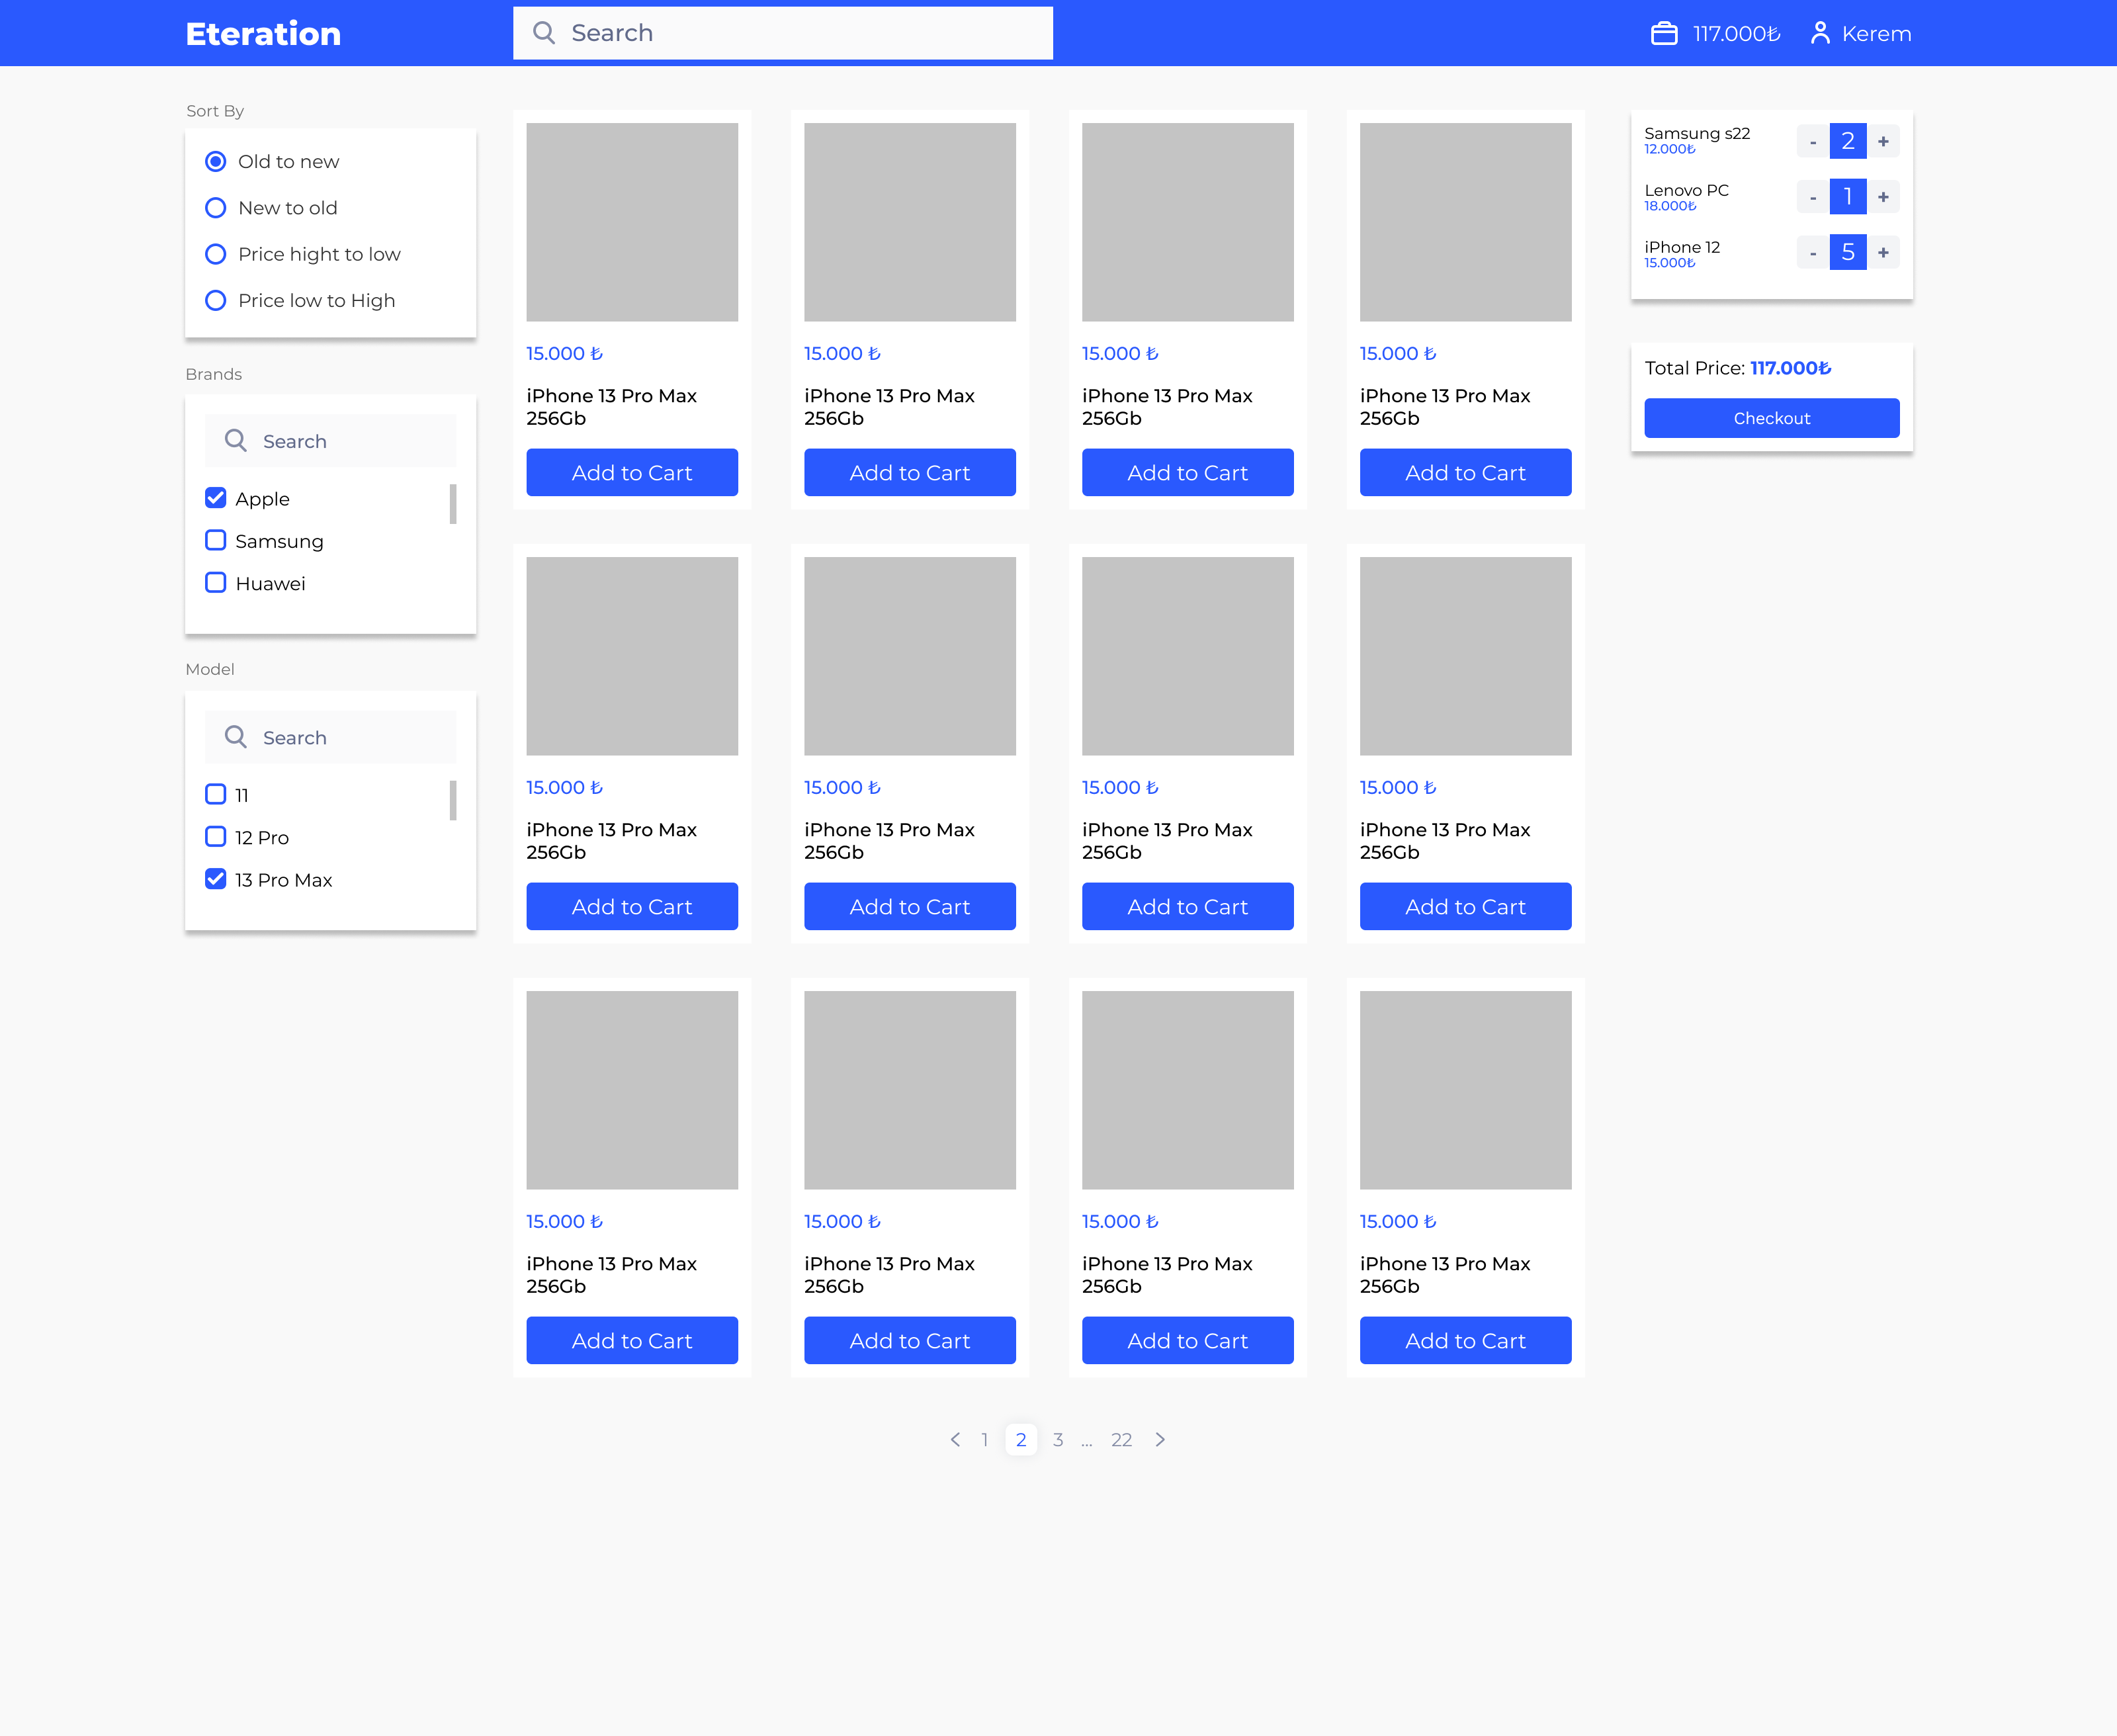 Eteration
Search
117.000₺
Kerem
Sort By
Old to new
New to old
Price hight to low
Price low to High
Brands
Search
Apple
Samsung
Huawei
Model
Search
11
12 Pro
13 Pro Max
15.000 ₺
iPhone 13 Pro Max
256Gb
Add to Cart
15.000 ₺
iPhone 13 Pro Max
256Gb
Add to Cart
15.000 ₺
iPhone 13 Pro Max
256Gb
Add to Cart
15.000 ₺
iPhone 13 Pro Max
256Gb
Add to Cart
15.000 ₺
iPhone 13 Pro Max
256Gb
Add to Cart
15.000 ₺
iPhone 13 Pro Max
256Gb
Add to Cart
15.000 ₺
iPhone 13 Pro Max
256Gb
Add to Cart
15.000 ₺
iPhone 13 Pro Max
256Gb
Add to Cart
15.000 ₺
iPhone 13 Pro Max
256Gb
Add to Cart
15.000 ₺
iPhone 13 Pro Max
256Gb
Add to Cart
15.000 ₺
iPhone 13 Pro Max
256Gb
Add to Cart
15.000 ₺
iPhone 13 Pro Max
256Gb
Add to Cart
1 2 3 ... 22
Samsung s22
12.000₺
- 2 +
Lenovo PC
18.000₺
- 1 +
iPhone 12
15.000₺
- 5 +
Total Price: 117.000₺
Checkout